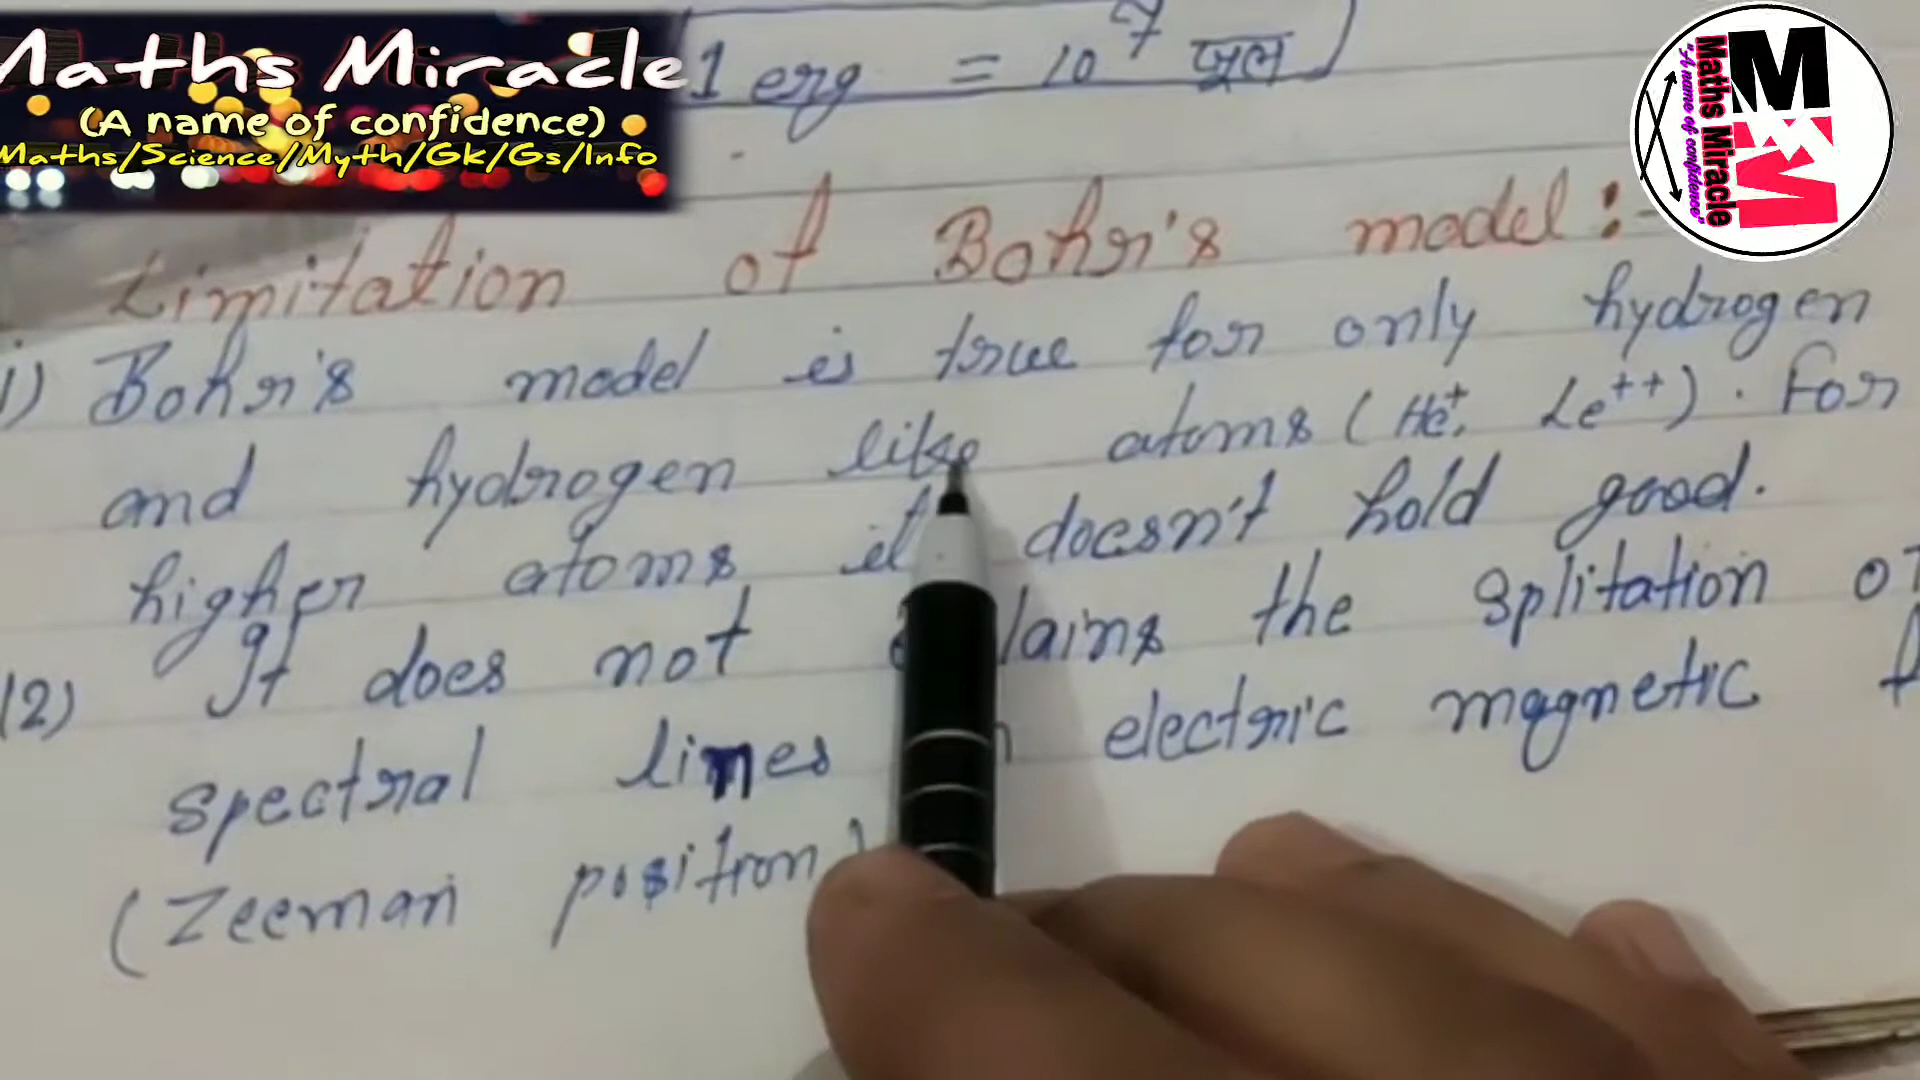 Maths Miracle
(A name of confidence)
Maths/Science/Myth/Gk/Gs/Info
1 erg = 10^7 जूल
M
M
Maths Miracle
"A name of confidence"
Limitation of Bohr's model:-
1) Bohr's model is true for only hydrogen
and hydrogen like atoms (He+, Le++). For
higher atoms it doesn't hold good.
(2) It does not the splitation of
spectral lines electric magnetic
(Zeeman position)